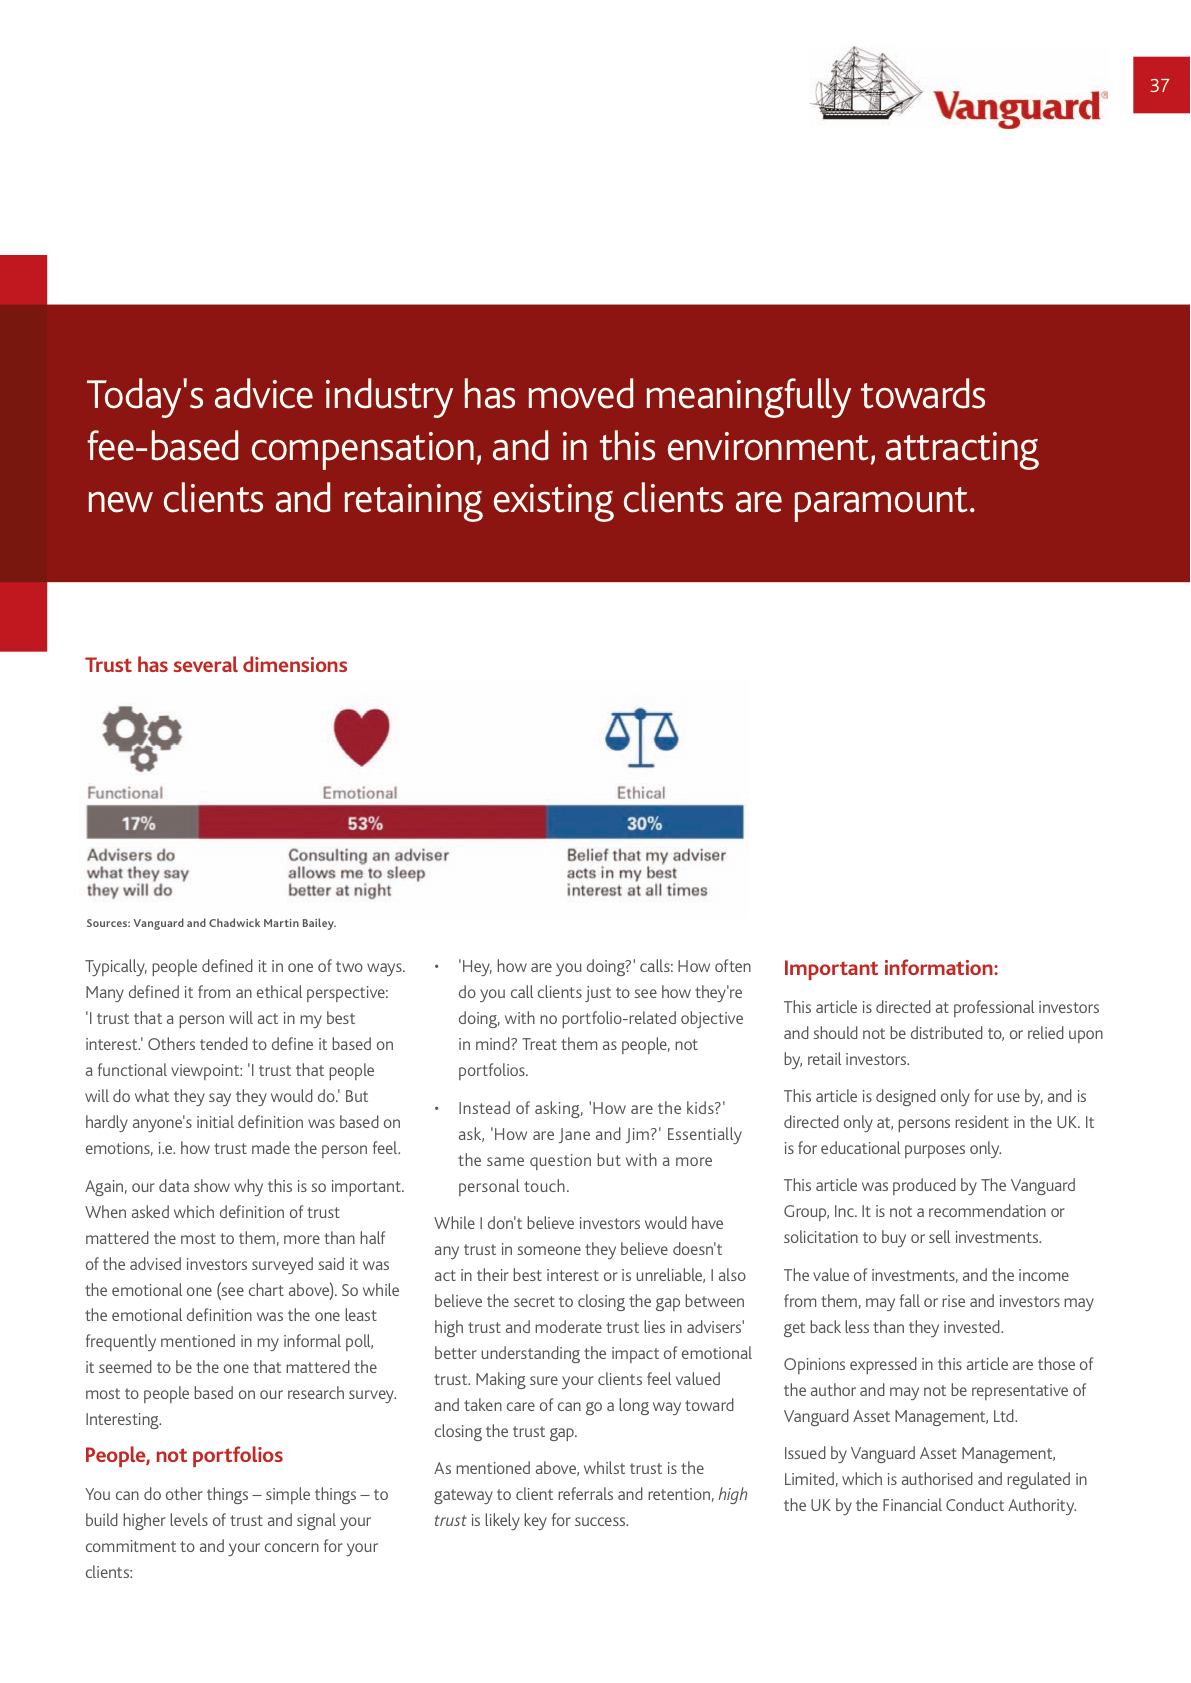 Vanguard®
37
Today's advice industry has moved meaningfully towards
fee-based compensation, and in this environment, attracting
new clients and retaining existing clients are paramount.
Trust has several dimensions
Functional
Emotional
Ethical
17%
53%
30%
Advisers do
what they say
they will do
Consulting an adviser
allows me to sleep
better at night
Belief that my adviser
acts in my best
interest at all times
Sources: Vanguard and Chadwick Martin Bailey.
Typically, people defined it in one of two ways.
Many defined it from an ethical perspective:
'I trust that a person will act in my best
interest.' Others tended to define it based on
a functional viewpoint: 'I trust that people
will do what they say they would do.' But
hardly anyone's initial definition was based on
emotions, i.e. how trust made the person feel.
Again, our data show why this is so important.
When asked which definition of trust
mattered the most to them, more than half
of the advised investors surveyed said it was
the emotional one (see chart above). So while
the emotional definition was the one least
frequently mentioned in my informal poll,
it seemed to be the one that mattered the
most to people based on our research survey.
Interesting.
People, not portfolios
You can do other things – simple things – to
build higher levels of trust and signal your
commitment to and your concern for your
clients:
• 'Hey, how are you doing?' calls: How often
do you call clients just to see how they're
doing, with no portfolio-related objective
in mind? Treat them as people, not
portfolios.
• Instead of asking, 'How are the kids?'
ask, 'How are Jane and Jim?' Essentially
the same question but with a more
personal touch.
While I don't believe investors would have
any trust in someone they believe doesn't
act in their best interest or is unreliable, I also
believe the secret to closing the gap between
high trust and moderate trust lies in advisers'
better understanding the impact of emotional
trust. Making sure your clients feel valued
and taken care of can go a long way toward
closing the trust gap.
As mentioned above, whilst trust is the
gateway to client referrals and retention, high
trust is likely key for success.
Important information:
This article is directed at professional investors
and should not be distributed to, or relied upon
by, retail investors.
This article is designed only for use by, and is
directed only at, persons resident in the UK. It
is for educational purposes only.
This article was produced by The Vanguard
Group, Inc. It is not a recommendation or
solicitation to buy or sell investments.
The value of investments, and the income
from them, may fall or rise and investors may
get back less than they invested.
Opinions expressed in this article are those of
the author and may not be representative of
Vanguard Asset Management, Ltd.
Issued by Vanguard Asset Management,
Limited, which is authorised and regulated in
the UK by the Financial Conduct Authority.